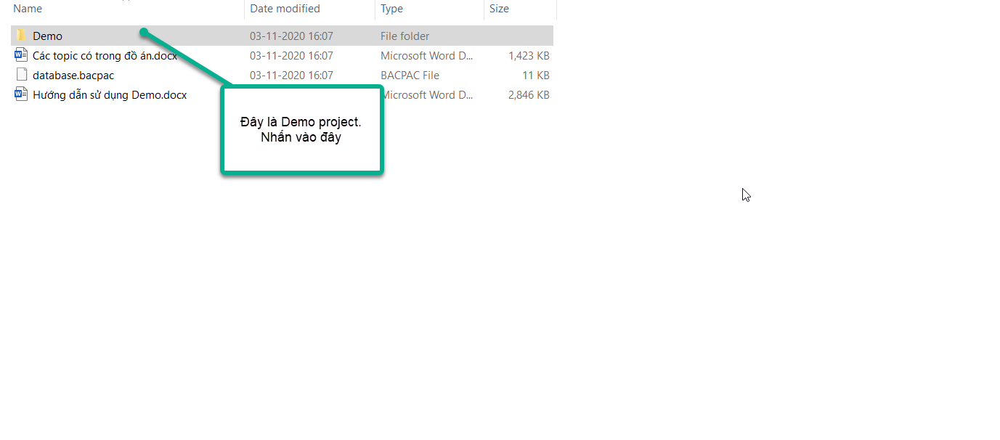 Name Date modified Type Size
Demo 03-11-2020 16:07 File folder
Các topic có trong đồ án.docx 03-11-2020 16:07 Microsoft Word D... 1,423 KB
database.bacpac 03-11-2020 16:07 BACPAC File 11 KB
Hướng dẫn sử dụng Demo.docx Microsoft Word D... 2,846 KB
Đây là Demo project.
Nhấn vào đây